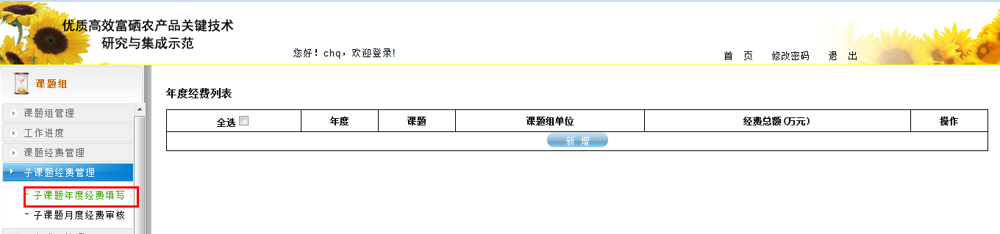 优质高效富硒农产品关键技术
研究与集成示范
您好！chq，欢迎登录!
首 页 修改密码 退 出
课题组
课题组管理
工作进度
课题经费管理
子课题经费管理
- 子课题年度经费填写
- 子课题月度经费审核
年度经费列表
全选 年度 课题 课题组单位 经费总额(万元) 操作
新 增